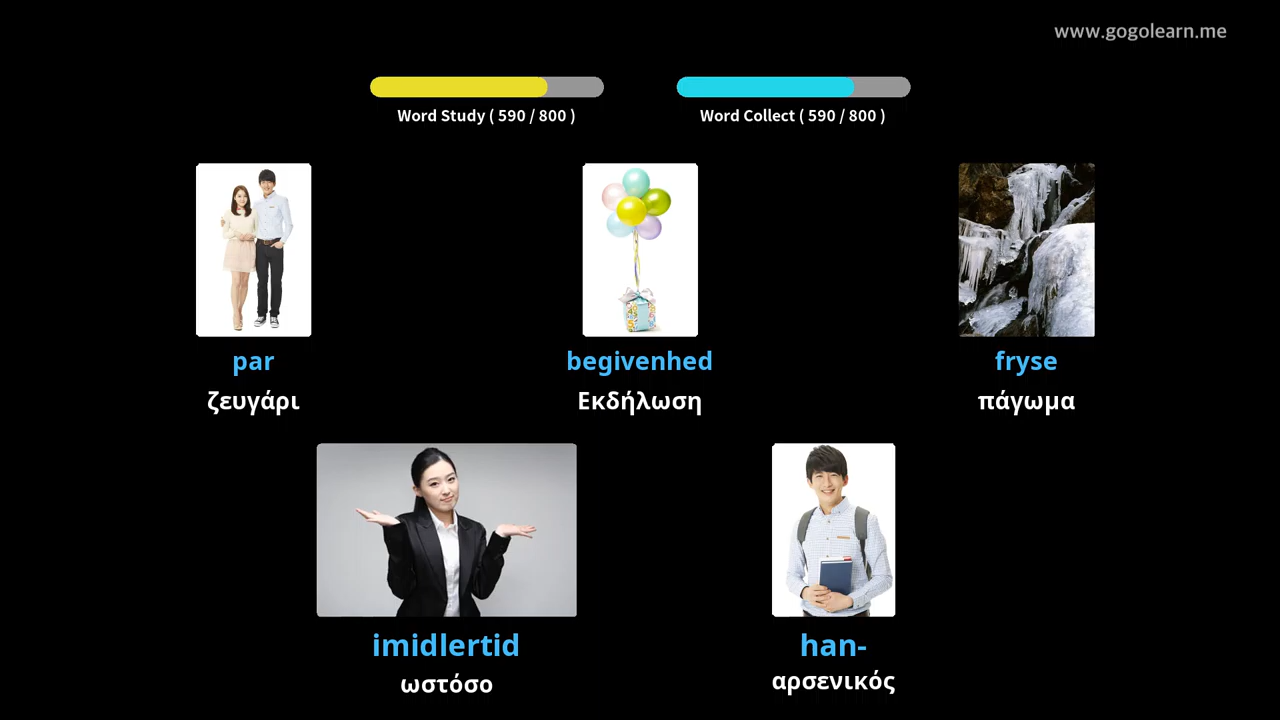 www.gogolearn.me
Word Study ( 590 / 800 )
Word Collect ( 590 / 800 )
par
begivenhed
fryse
ζευγάρι
Εκδήλωση
πάγωμα
imidlertid
han-
ωστόσο
αρσενικός